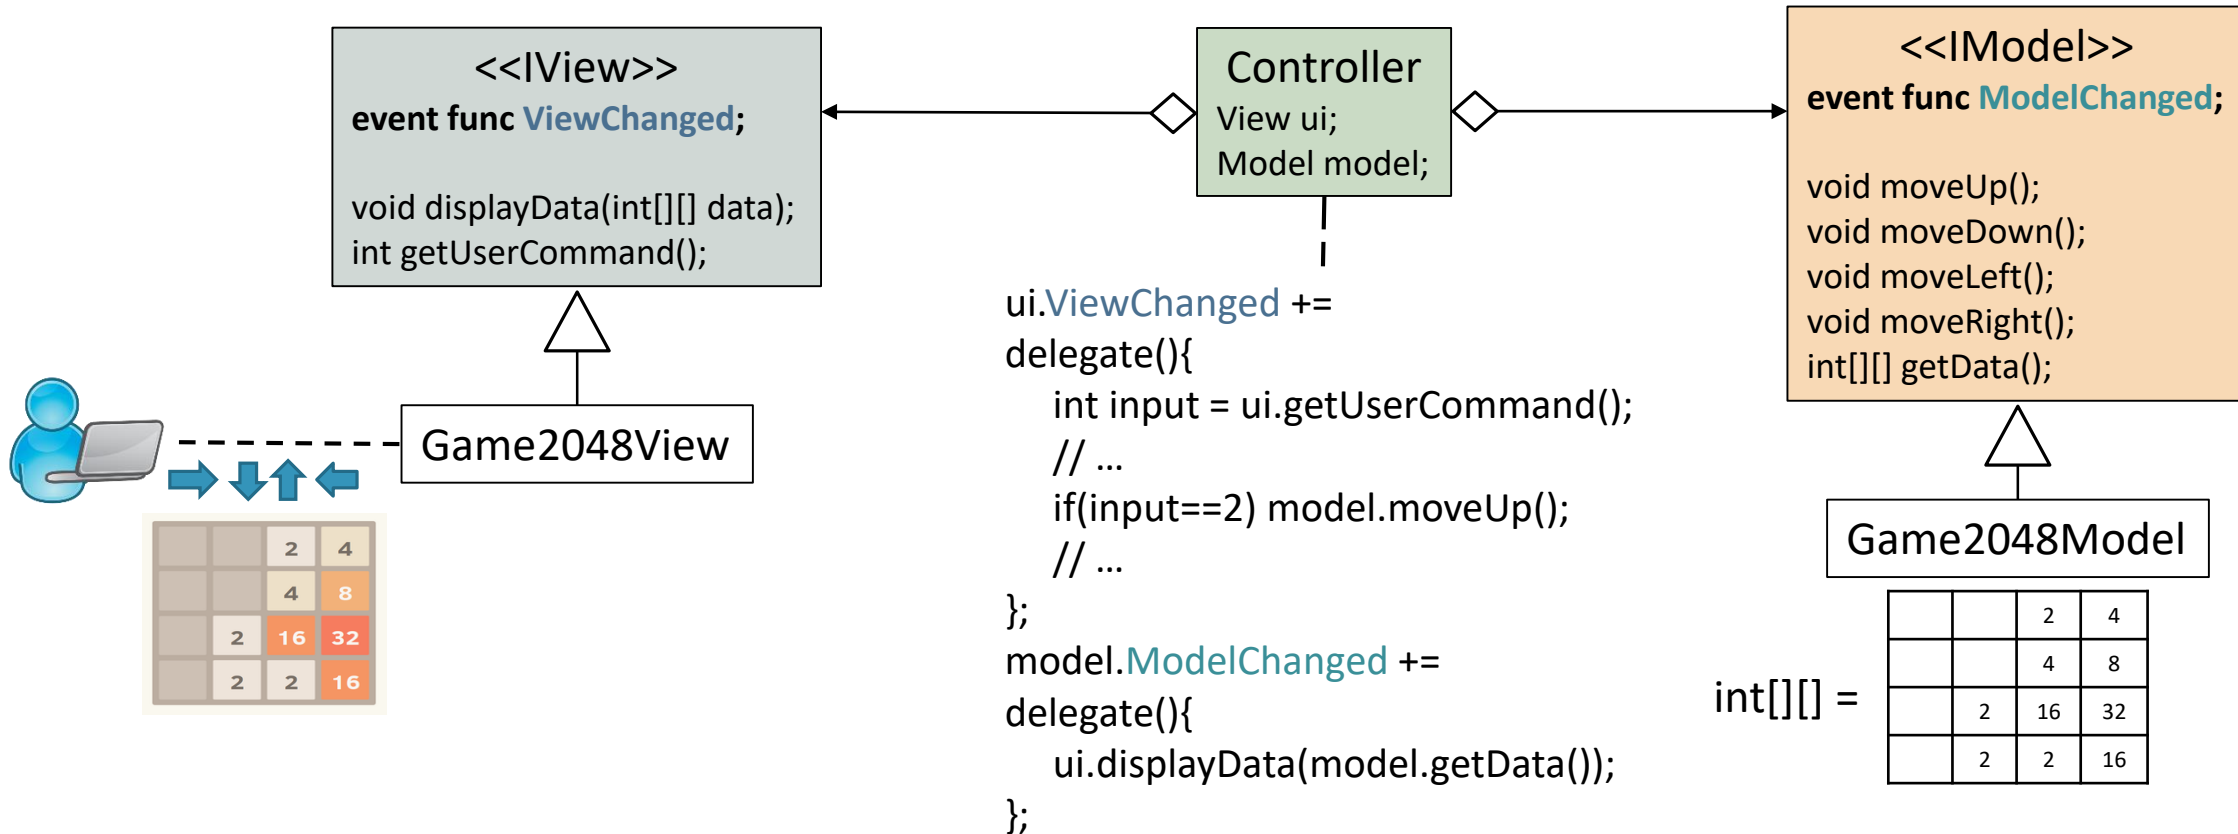 <<IView>>
event func ViewChanged;
void displayData(int[][] data);
int getUserCommand();
Game2048View
2 4
4 8
2 16 32
2 2 16
Controller
View ui;
Model model;
ui.ViewChanged +=
delegate(){
int input = ui.getUserCommand();
// ...
if(input==2) model.moveUp();
// ...
};
model.ModelChanged +=
delegate(){
ui.displayData(model.getData());
};
<<IModel>>
event func ModelChanged;
void moveUp();
void moveDown();
void moveLeft();
void moveRight();
int[][] getData();
Game2048Model
int[][] =
2 4
4 8
2 16 32
2 2 16